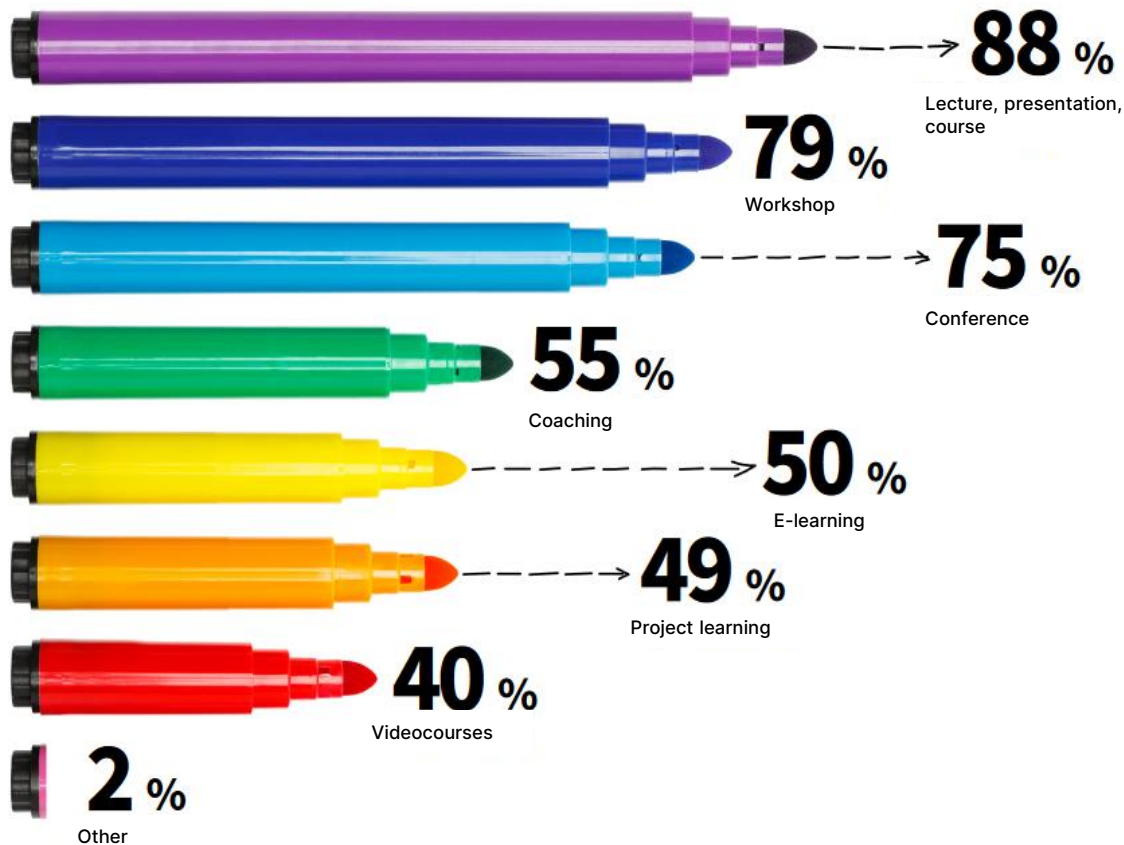 88 %
Lecture, presentation,
course
79 %
Workshop
75 %
Conference
55 %
Coaching
50 %
E-learning
49 %
Project learning
40 %
Videocourses
2 %
Other